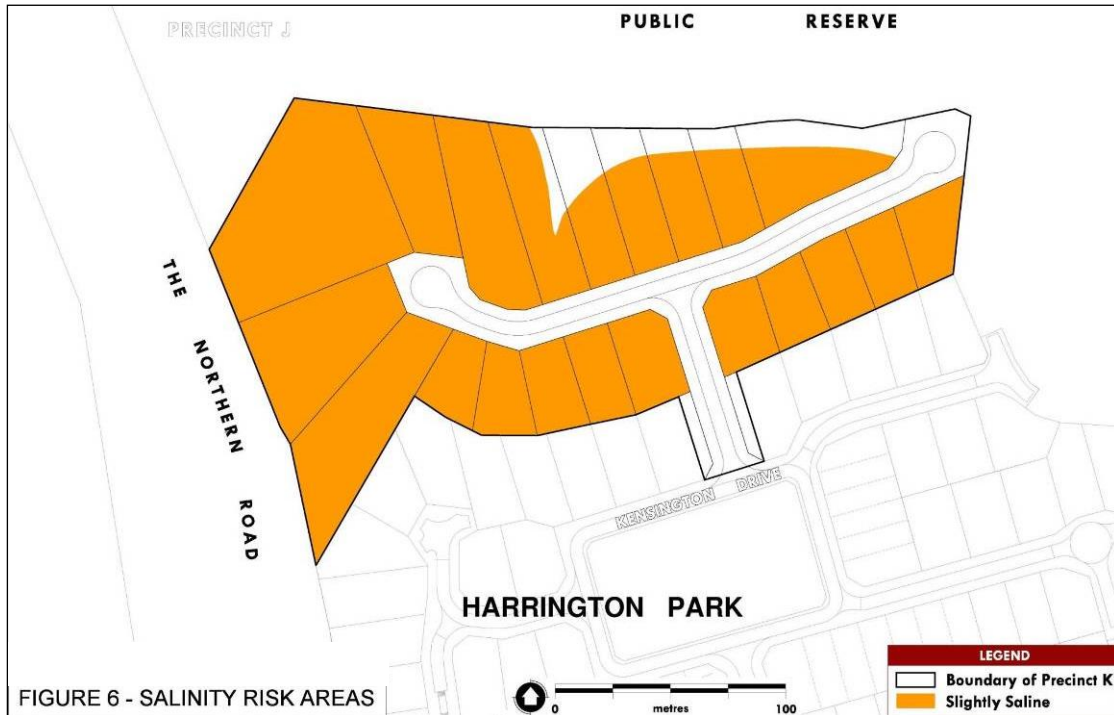 PRECINCT J
PUBLIC RESERVE
THE NORTHERN ROAD
KENSINGTON DRIVE
HARRINGTON PARK
LEGEND
Boundary of Precinct K
Slightly Saline
FIGURE 6 - SALINITY RISK AREAS
0 metres 100